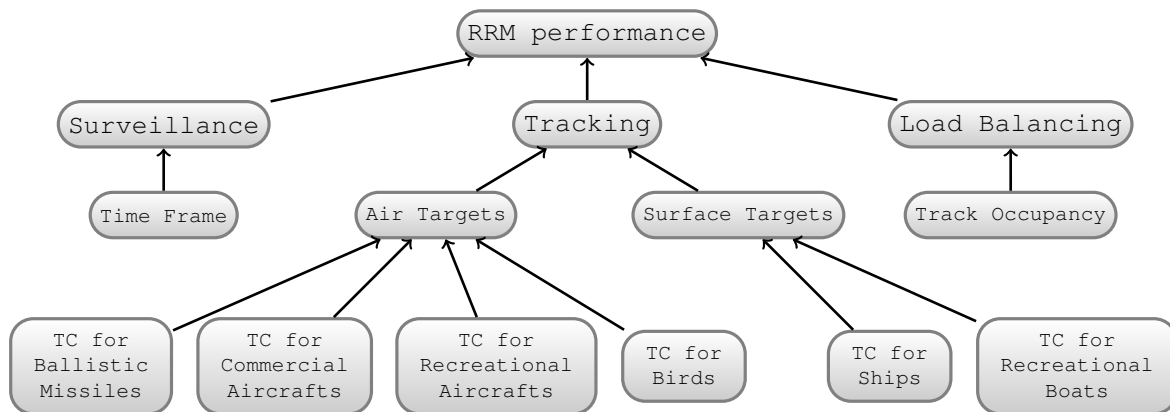 RRM performance
Surveillance
Tracking
Load Balancing
Time Frame
Air Targets
Surface Targets
Track Occupancy
TC for
Ballistic
Missiles
TC for
Commercial
Aircrafts
TC for
Recreational
Aircrafts
TC for
Birds
TC for
Ships
TC for
Recreational
Boats